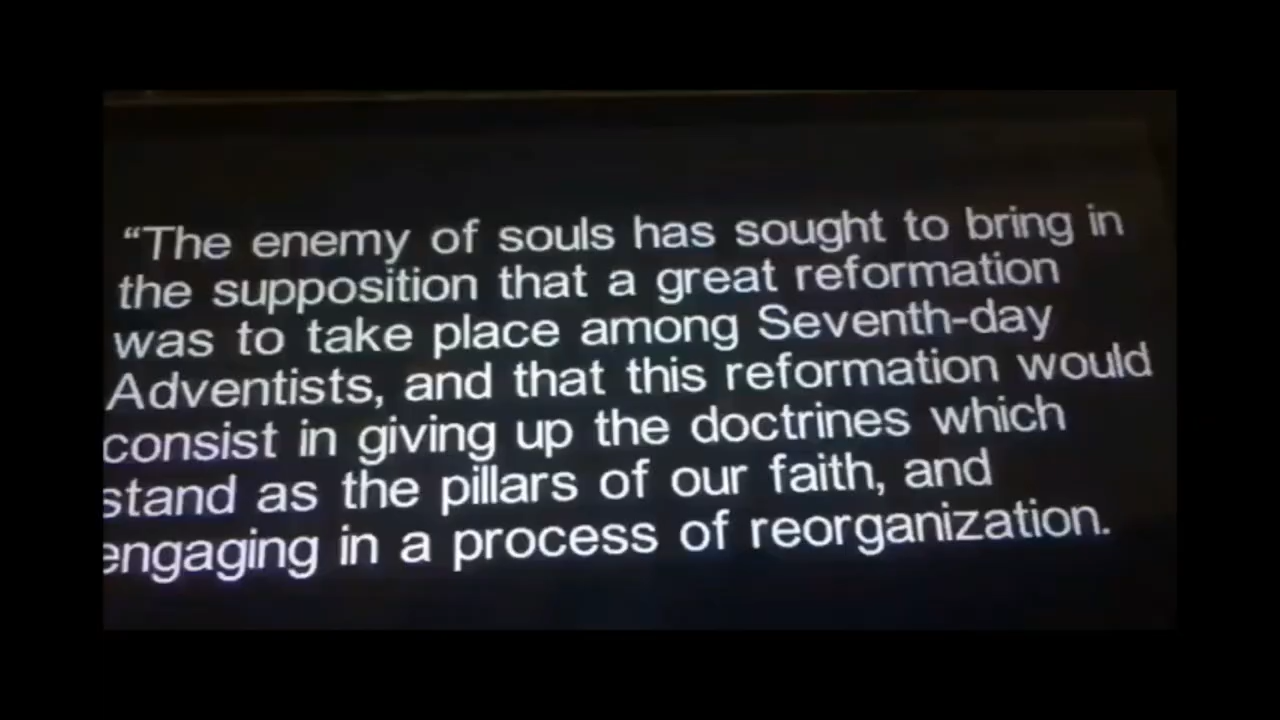 “The enemy of souls has sought to bring in
the supposition that a great reformation
was to take place among Seventh-day
Adventists, and that this reformation would
consist in giving up the doctrines which
stand as the pillars of our faith, and
engaging in a process of reorganization.